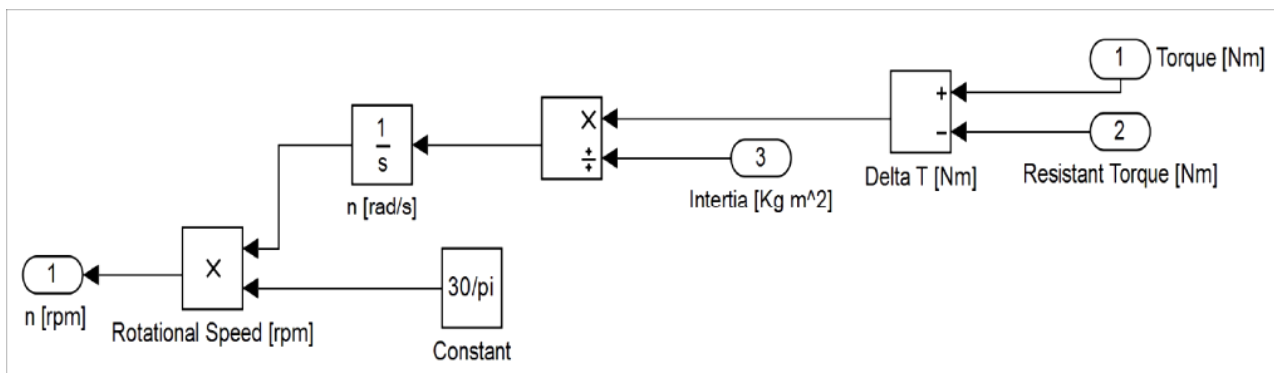 1
Torque [Nm]
+
-
2
Delta T [Nm]
Resistant Torque [Nm]
X
÷
3
Intertia [Kg m^2]
1
s
n [rad/s]
X
1
n [rpm]
Rotational Speed [rpm]
30/pi
Constant